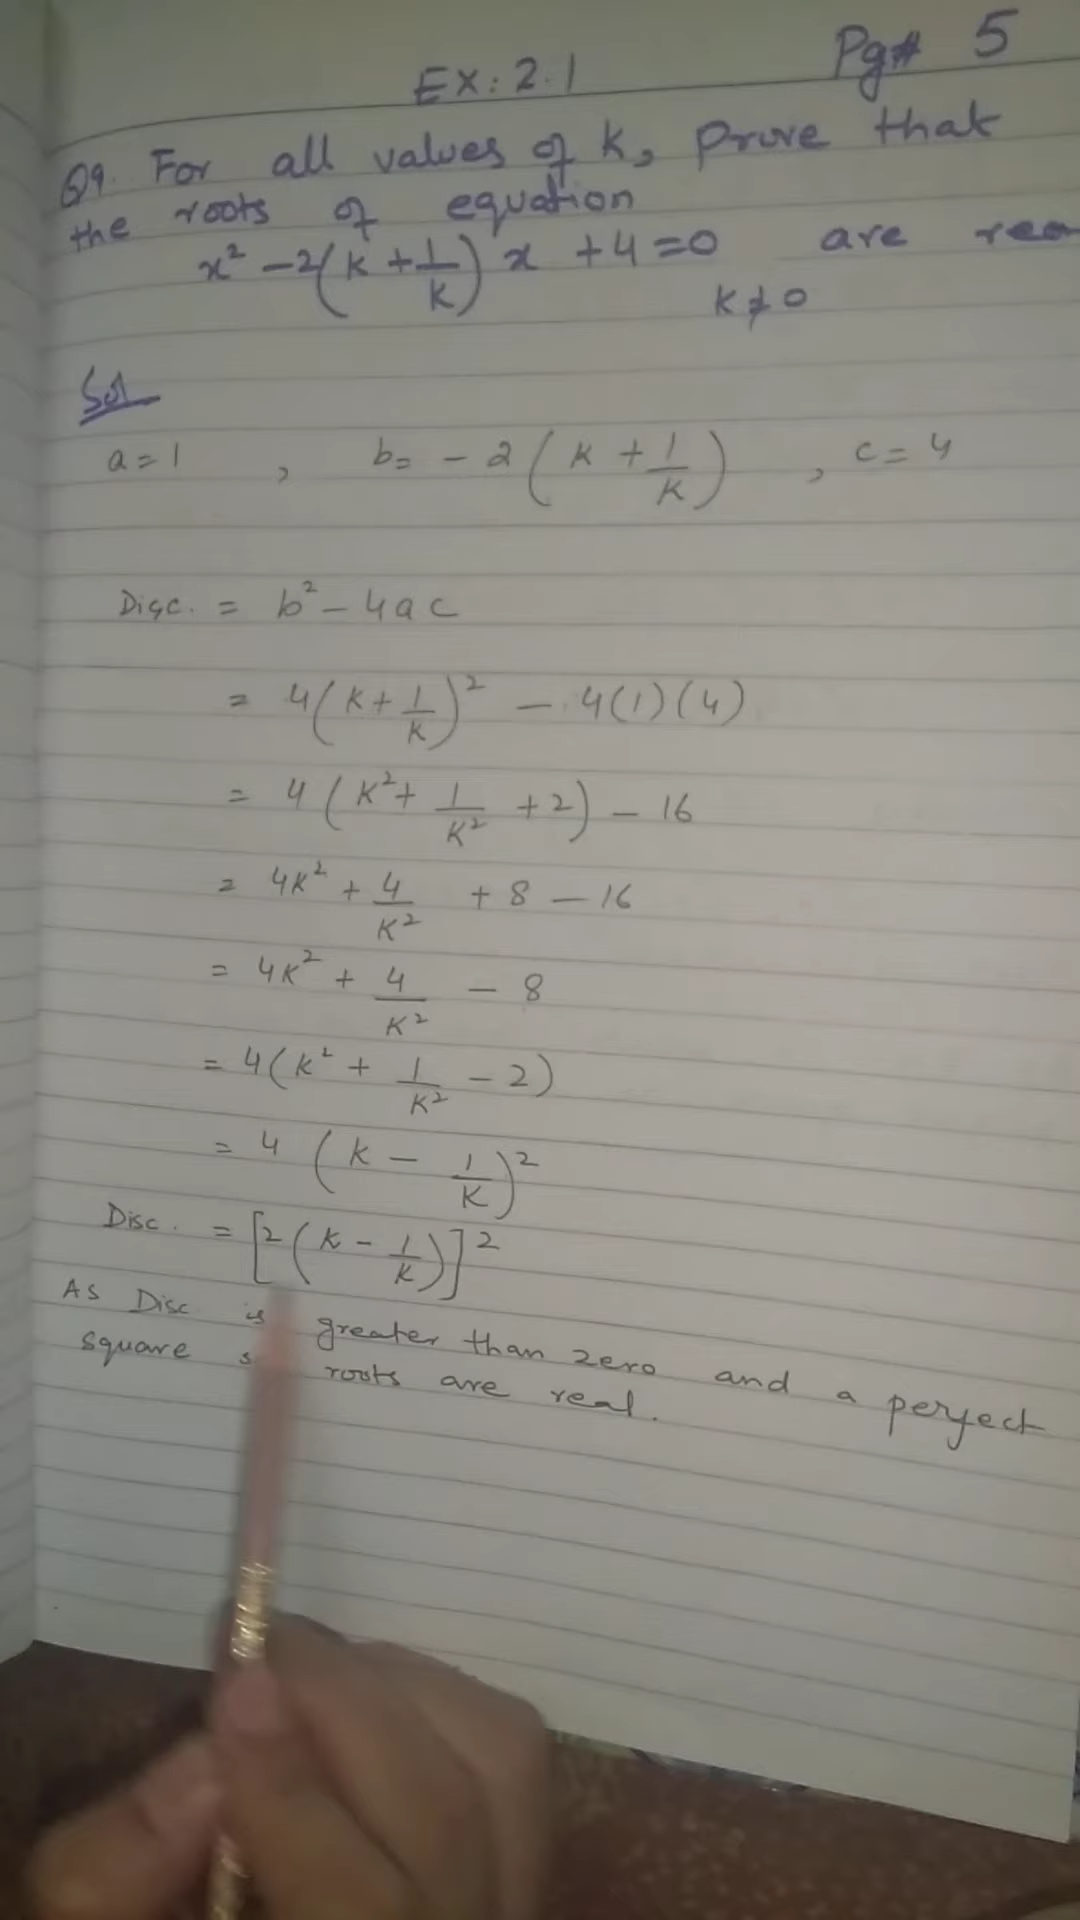 EX: 2.1 Pg# 5
Q9. For all values of k, prove that
the roots of equation
x² - 2(k + 1/k) x + 4 = 0 are rea
k ≠ 0
Sol
a = 1 , b = - 2 (k + 1/k) , c = 4
Disc. = b² - 4ac
= 4(k + 1/k)² - 4(1)(4)
= 4(k² + 1/k² + 2) - 16
= 4k² + 4/k² + 8 - 16
= 4k² + 4/k² - 8
= 4(k² + 1/k² - 2)
= 4 (k - 1/k)²
Disc. = [2(k - 1/k)]²
As Disc. is greater than zero and a perfect
square roots are real.